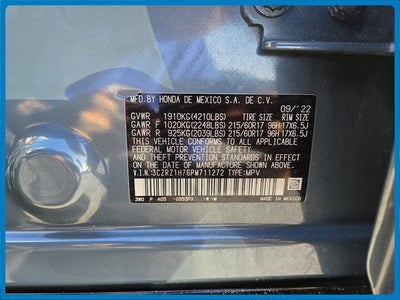 MFD.BY HONDA DE MEXICO S.A. DE C.V.
09/'22
GVWR 1910KG(4210LBS) TIRE SIZE RIM SIZE
GAWR F 1020KG(2248LBS) 215/60R17 96H 17X6.5J
GAWR R 925KG(2039LBS) 215/60R17 96H 17X6.5J
THIS VEHICLE CONFORMS TO ALL APPLICABLE
FEDERAL MOTOR VEHICLE SAFETY AND THEFT
PREVENTION STANDARDS IN EFFECT ON THE DATE
OF MANUFACTURE SHOWN ABOVE.
V.I.N.:3CZRZ1H76PM711272 TYPE:MPV
3W0 P A05 -G553PX -W-M
MADE IN MEXICO